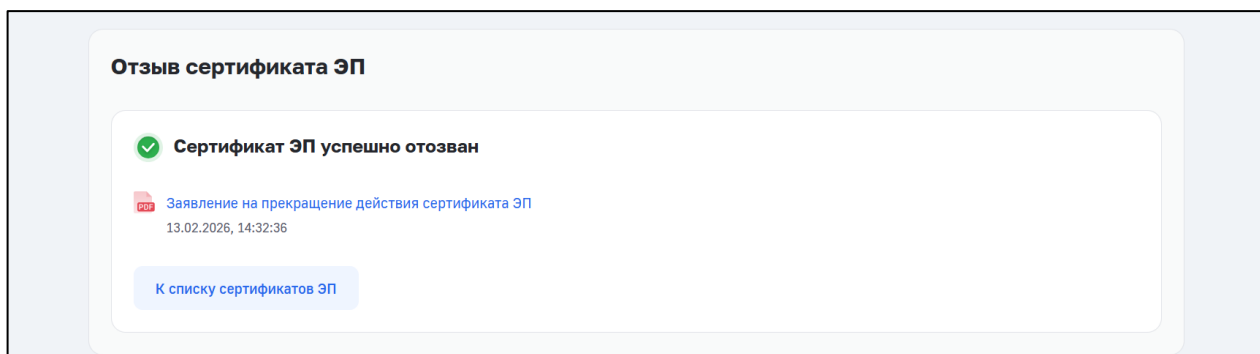 Отзыв сертификата ЭП
Сертификат ЭП успешно отозван
PDF
Заявление на прекращение действия сертификата ЭП
13.02.2026, 14:32:36
К списку сертификатов ЭП